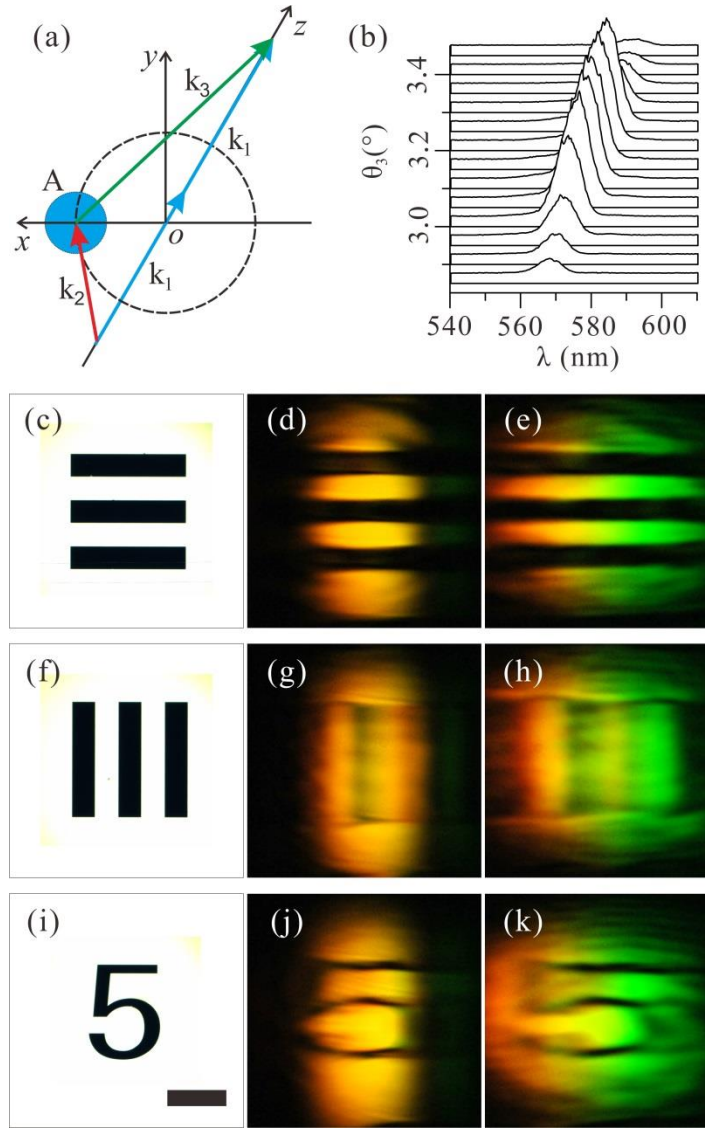 (a)
z
y
k₃
k₁
A
x
o
k₁
k₂
(b)
θ₃(°)
3.4
3.2
3.0
540 560 580 600
λ (nm)
(c) (d) (e)
(f) (g) (h)
(i) (j) (k)
5